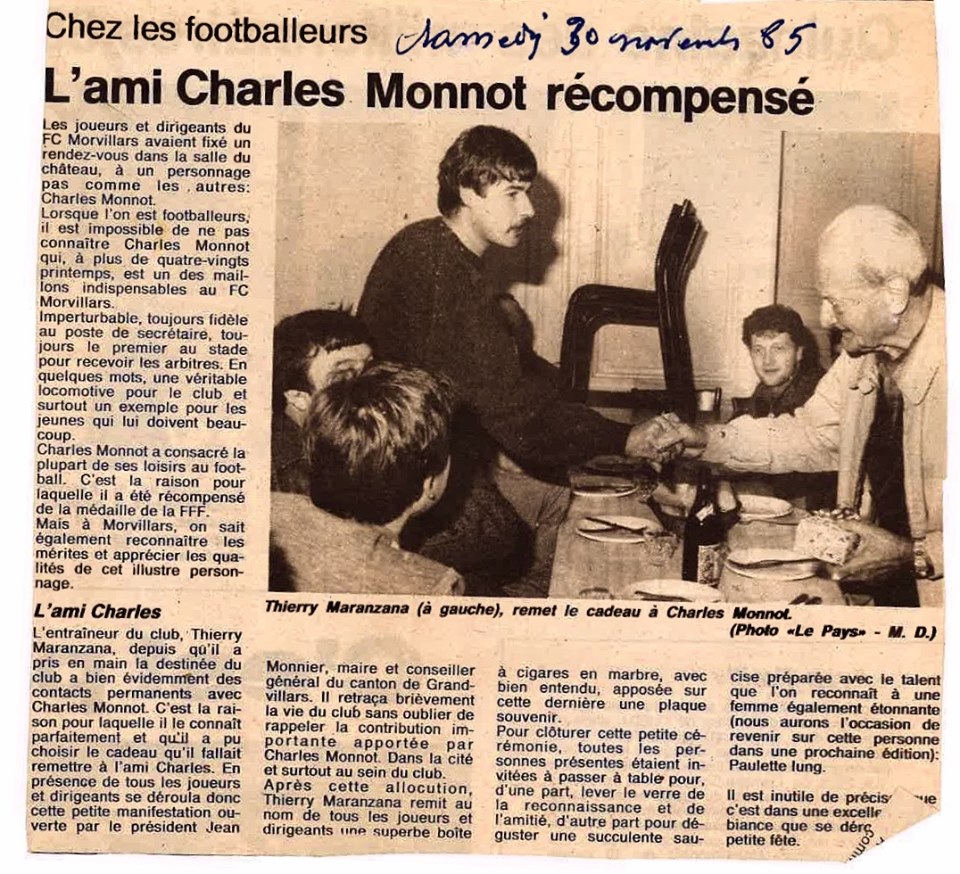 Chez les footballeurs
samedi 30 novembre 85
L'ami Charles Monnot récompensé
Les joueurs et dirigeants du
FC Morvillars avaient fixé un
rendez-vous dans la salle du
château, à un personnage
pas comme les autres:
Charles Monnot.
Lorsque l'on est footballeurs,
il est impossible de ne pas
connaître Charles Monnot
qui, à plus de quatre-vingts
printemps, est un des mail-
lons indispensables au FC
Morvillars.
Imperturbable, toujours fidèle
au poste de secrétaire, tou-
jours le premier au stade
pour recevoir les arbitres. En
quelques mots, une véritable
locomotive pour le club et
surtout un exemple pour les
jeunes qui lui doivent beau-
coup.
Charles Monnot a consacré la
plupart de ses loisirs au foot-
ball. C'est la raison pour
laquelle il a été récompensé
de la médaille de la FFF.
Mais à Morvillars, on sait
également reconnaître les
mérites et apprécier les qua-
lités de cet illustre person-
nage.
L'ami Charles
L'entraîneur du club, Thierry
Maranzana, depuis qu'il a
pris en main la destinée du
club a bien évidemment des
contacts permanents avec
Charles Monnot. C'est la rai-
son pour laquelle il le connaît
parfaitement et qu'il a pu
choisir le cadeau qu'il fallait
remettre à l'ami Charles. En
présence de tous les joueurs
et dirigeants se déroula donc
cette petite manifestation ou-
verte par le président Jean
Thierry Maranzana (à gauche), remet le cadeau à Charles Monnot.
(Photo «Le Pays» - M. D.)
Monnier, maire et conseiller
général du canton de Grand-
villars. Il retraça brièvement
la vie du club sans oublier de
rappeler la contribution im-
portante apportée par
Charles Monnot. Dans la cité
et surtout au sein du club.
Après cette allocution,
Thierry Maranzana remit au
nom de tous les joueurs et
dirigeants une superbe boîte
à cigares en marbre, avec
bien entendu, apposée sur
cette dernière une plaque
souvenir.
Pour clôturer cette petite cé-
rémonie, toutes les per-
sonnes présentes étaient in-
vitées à passer à table pour,
d'une part, lever le verre de
la reconnaissance et de
l'amitié, d'autre part pour dé-
guster une succulente sau-
cise préparée avec le talent
que l'on reconnaît à une
femme également étonnante
(nous aurons l'occasion de
revenir sur cette personne
dans une prochaine édition):
Paulette Iung.
Il est inutile de précis ue
c'est dans une excell
biance que se dér
petite fête.